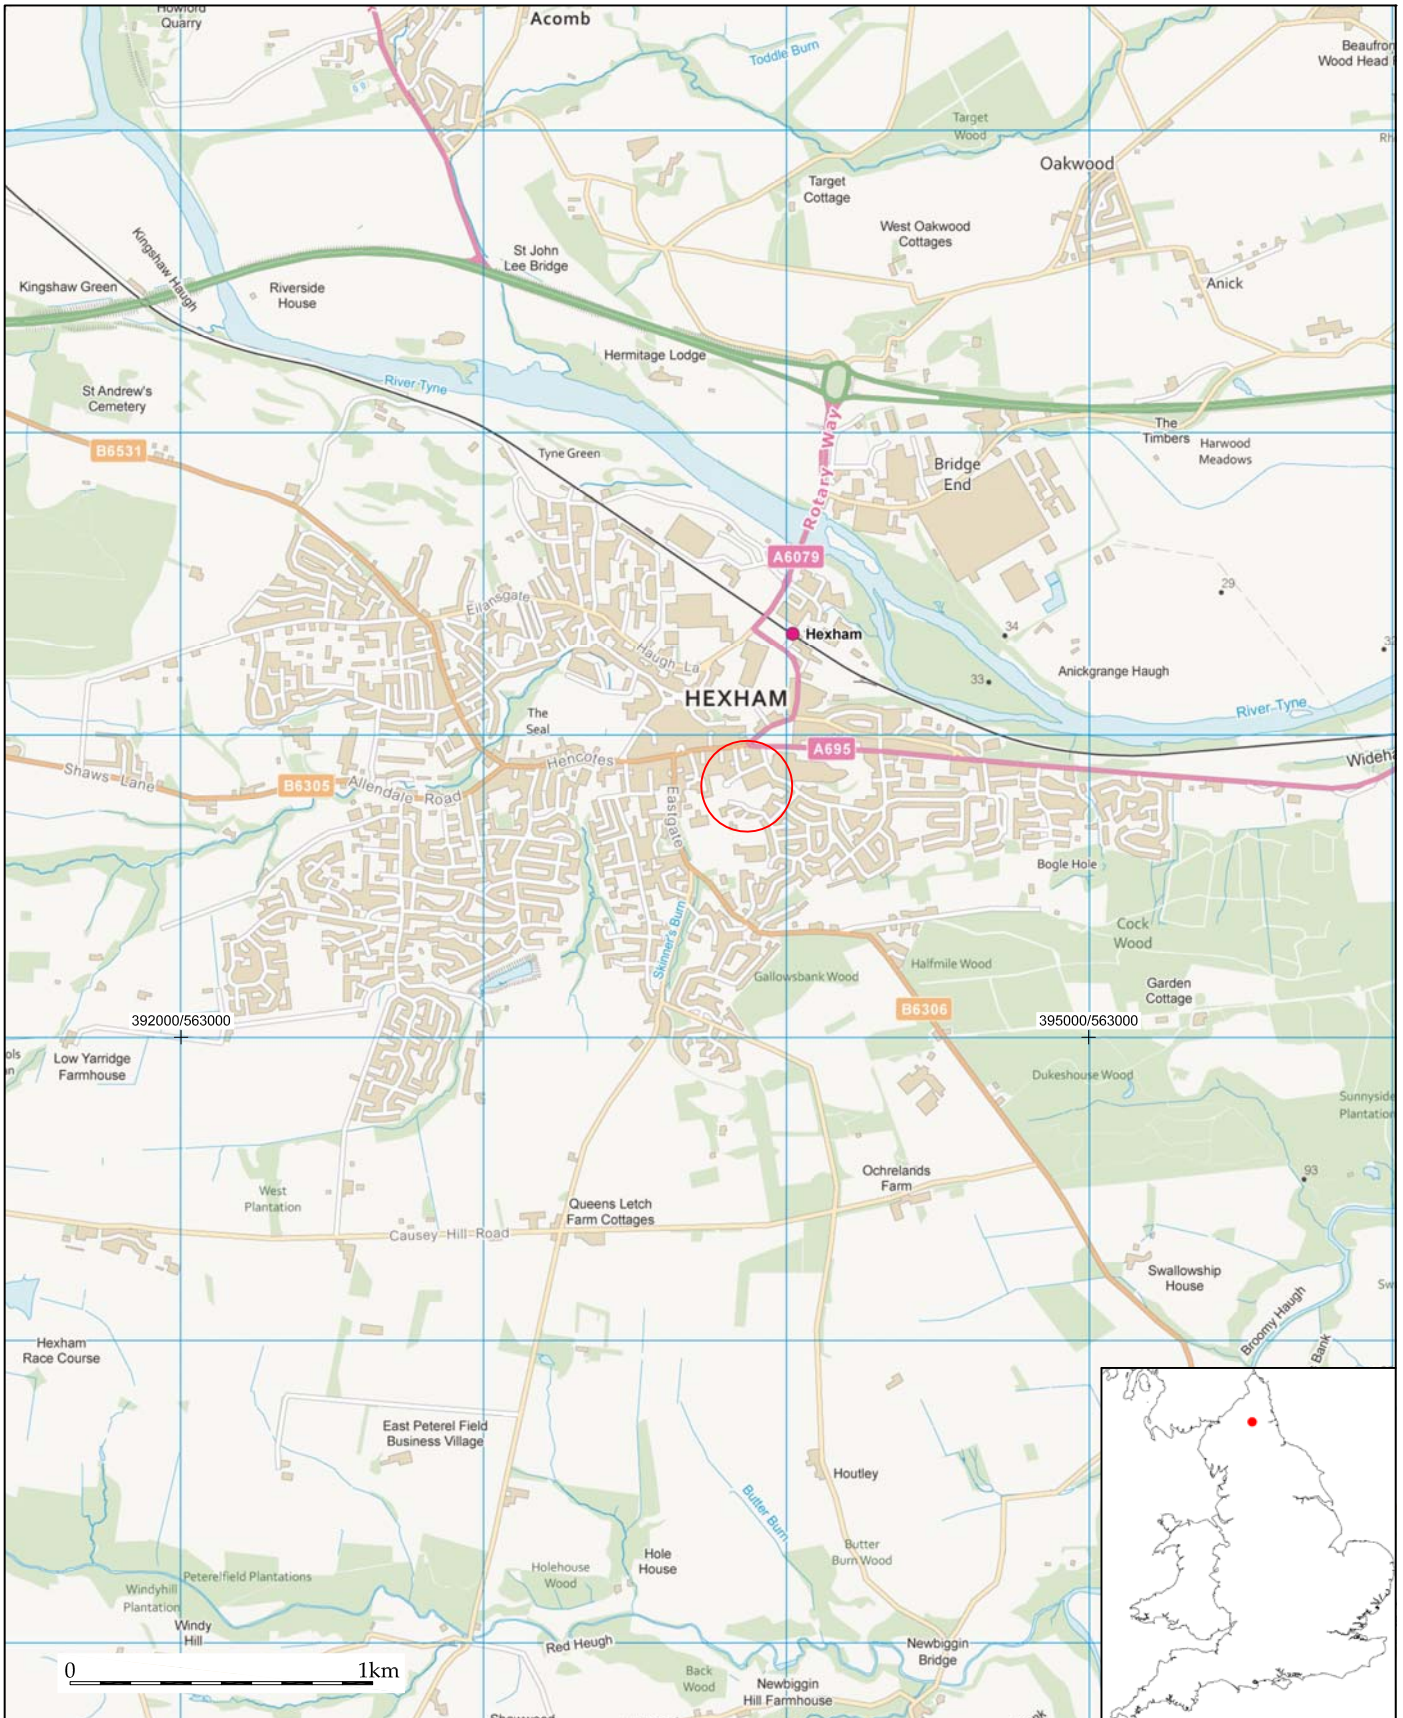 Howford
Quarry
Acomb
Toddle Burn
Beaufron
Wood Head
Target
Wood
Oakwood
Rh
Target
Cottage
West Oakwood
Cottages
Kingshaw Haugh
St John
Lee Bridge
Kingshaw Green
Riverside
House
Anick
Hermitage Lodge
River Tyne
St Andrew's
Cemetery
Rotary Way
The
Timbers
Harwood
Meadows
B6531
Tyne Green
Bridge
End
A6079
29
Eilansgate
34
Hexham
Haugh La
33
Anickgrange Haugh
HEXHAM
River Tyne
The
Seal
A695
Hencotes
Wideha
Shaws Lane
B6305
Allendale Road
Eastgate
Bogle Hole
Cock
Wood
Skinner's Burn
Halfmile Wood
Gallowsbank Wood
Garden
Cottage
B6306
392000/563000
395000/563000
ols
n
Low Yarridge
Farmhouse
Dukeshouse Wood
Sunnyside
Plantation
93
Ochrelands
Farm
West
Plantation
Queens Letch
Farm Cottages
Causey Hill Road
Swallowship
House
Sw
Broomy Haugh
Bank
Hexham
Race Course
East Peterel Field
Business Village
Houtley
Butter Burn
Butter
Burn Wood
Hole
House
Holehouse
Wood
Peterelfield Plantations
Windyhill
Plantation
Windy
Hill
Red Heugh
Newbiggin
Bridge
0 1km
Back
Wood
Newbiggin
Hill Farmhouse